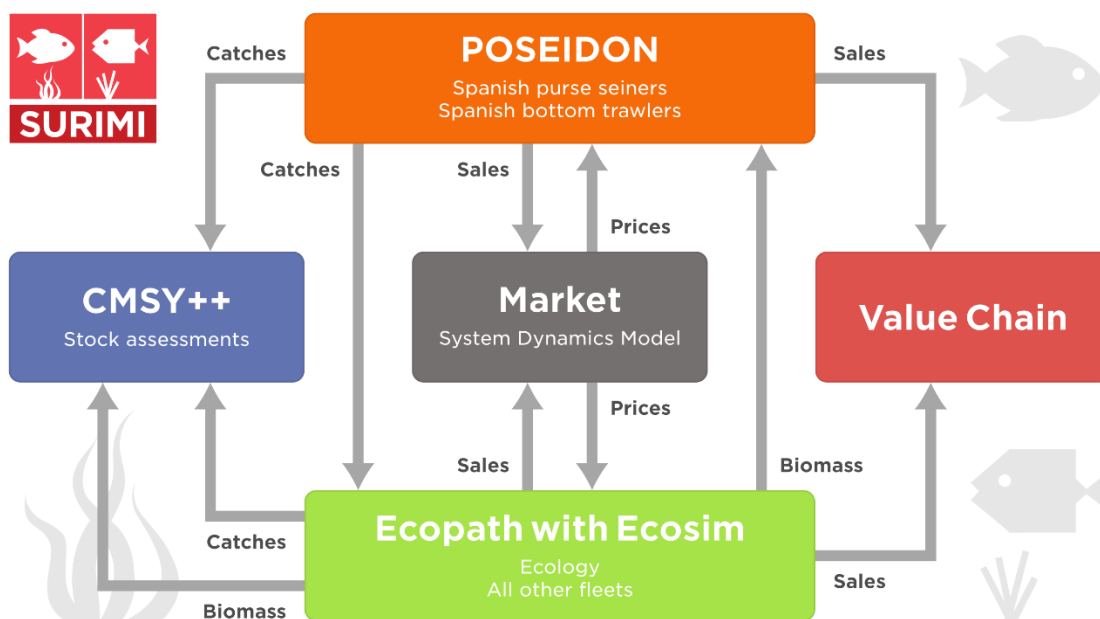 SURIMI
Catches
POSEIDON
Spanish purse seiners
Spanish bottom trawlers
Sales
Catches
Sales
Prices
CMSY++
Stock assessments
Market
System Dynamics Model
Value Chain
Prices
Sales
Biomass
Catches
Ecopath with Ecosim
Ecology
All other fleets
Sales
Biomass